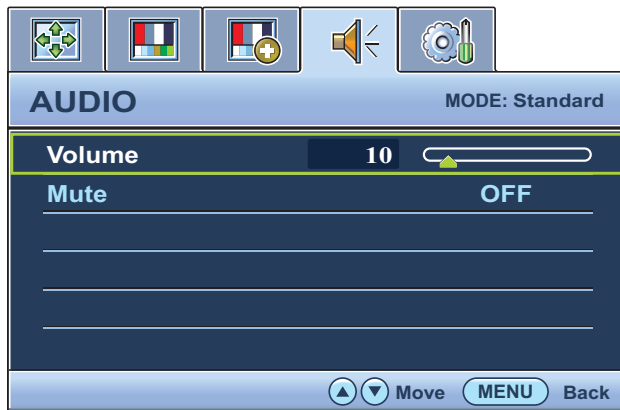 AUDIO MODE: Standard
Volume 10
Mute OFF
Move MENU Back